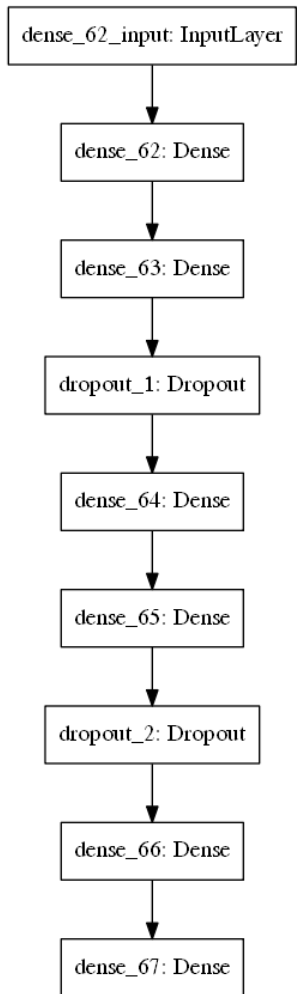 dense_62_input: InputLayer
dense_62: Dense
dense_63: Dense
dropout_1: Dropout
dense_64: Dense
dense_65: Dense
dropout_2: Dropout
dense_66: Dense
dense_67: Dense